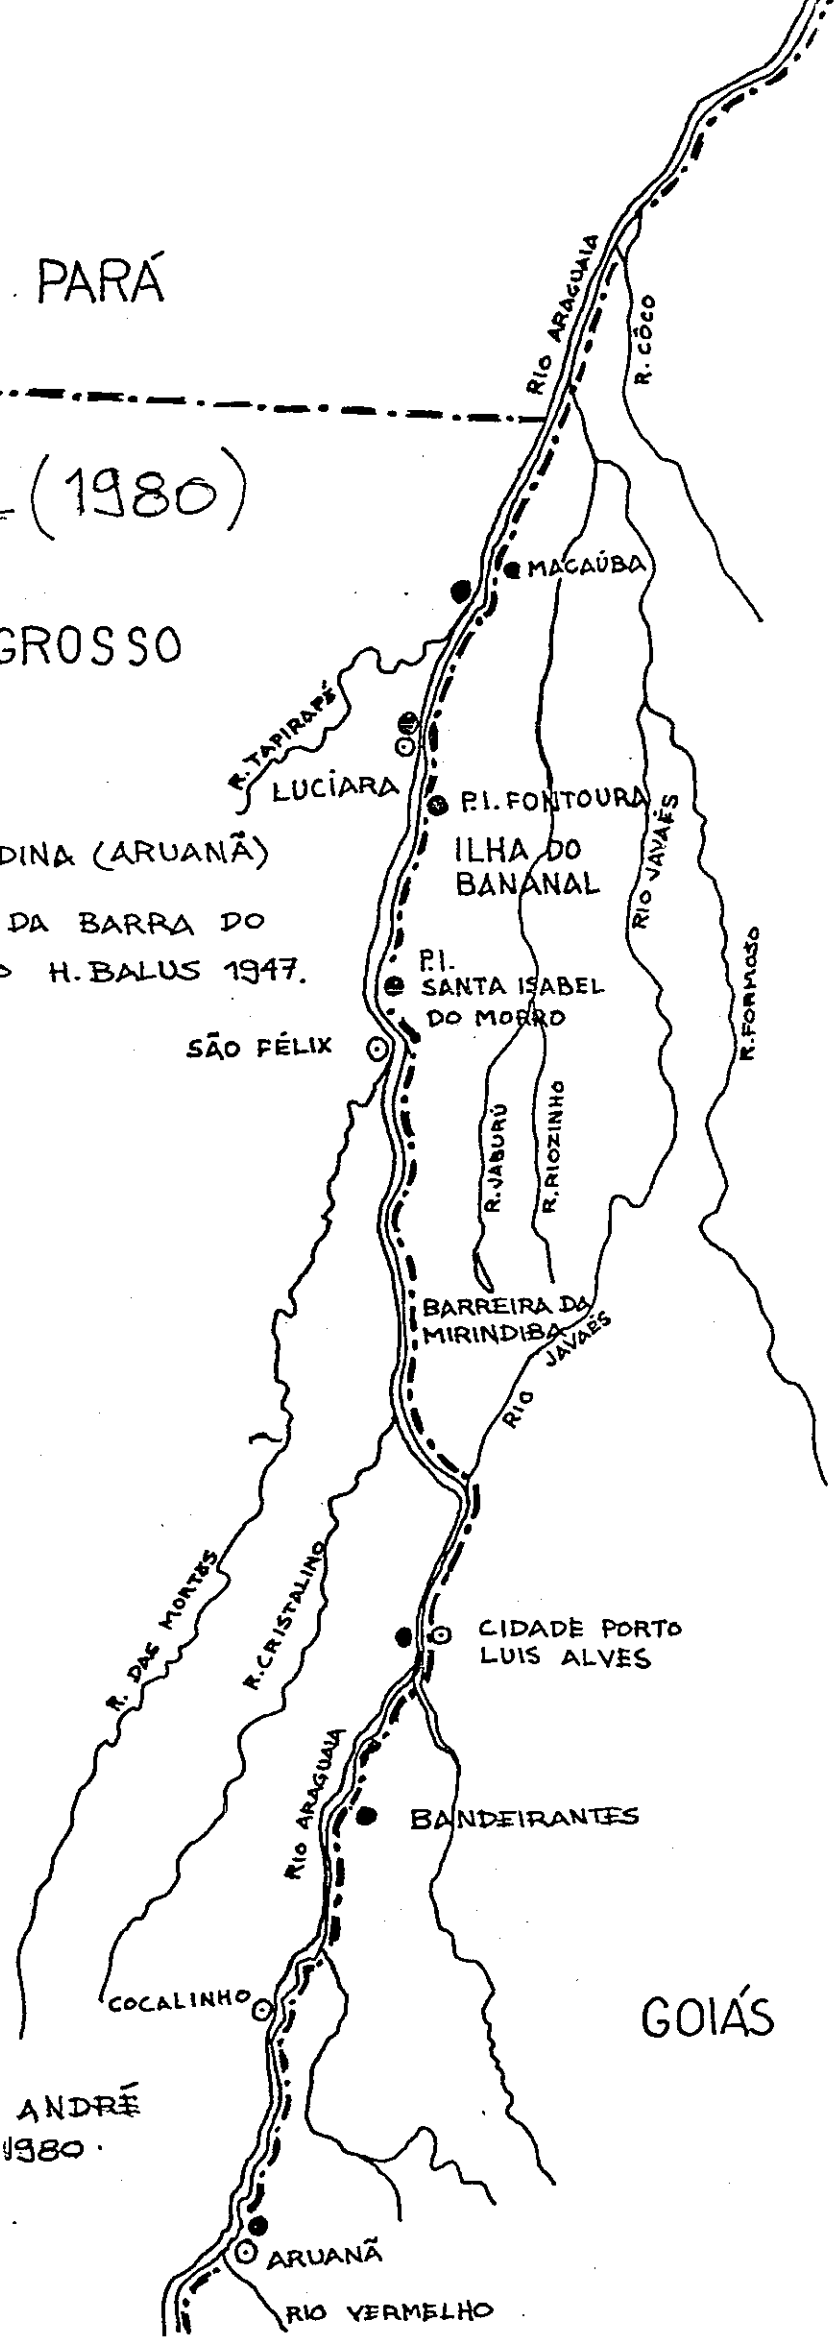 PARÁ
RIO ARAGUAIA
R. CÔCO
(1980)
MACAÚBA
GROSSO
R. TAPIRAPÉ
LUCIARA
P.I. FONTOURA
DINA (ARUANÃ)
ILHA DO
BANANAL
RIO JAVAÉS
DA BARRA DO
H. BALUS 1947.
P.I.
SANTA ISABEL
DO MORRO
R. FORMOSO
SÃO FÉLIX
R. JABURÚ
R. RIOZINHO
BARREIRA DA
MIRINDIBA
RIO JAVAÉS
R. DAS MORTES
R. CRISTALINO
CIDADE PORTO
LUIS ALVES
RIO ARAGUAIA
BANDEIRANTES
COCALINHO
GOIÁS
ANDRÉ
1980.
ARUANÃ
RIO VERMELHO